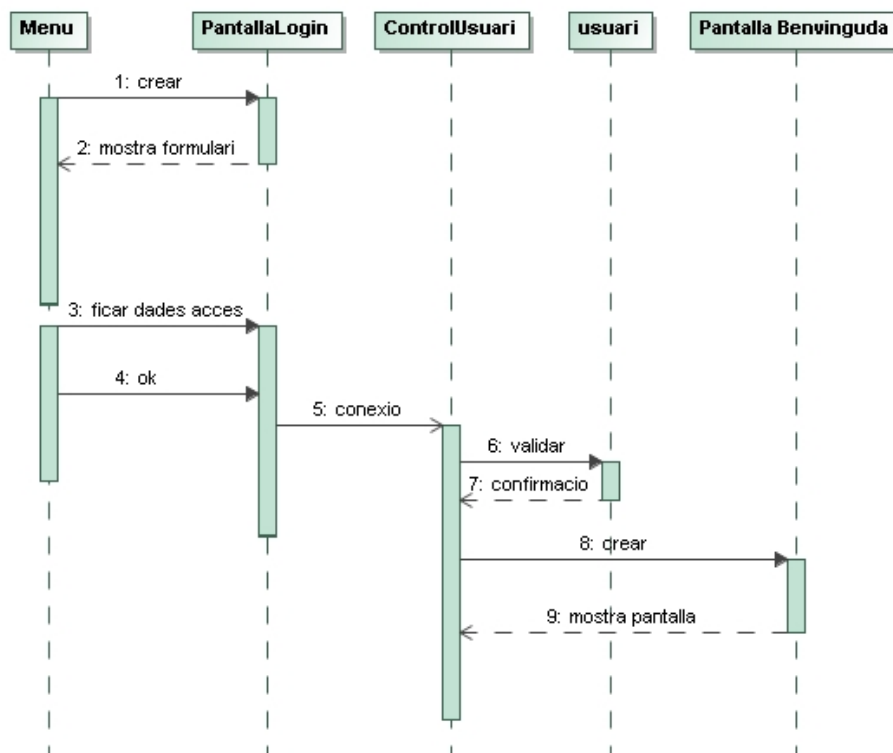 Menu
PantallaLogin
ControlUsuari
usuari
Pantalla Benvinguda
1: crear
2: mostra formulari
3: ficar dades acces
4: ok
5: conexio
6: validar
7: confirmacio
8: crear
9: mostra pantalla